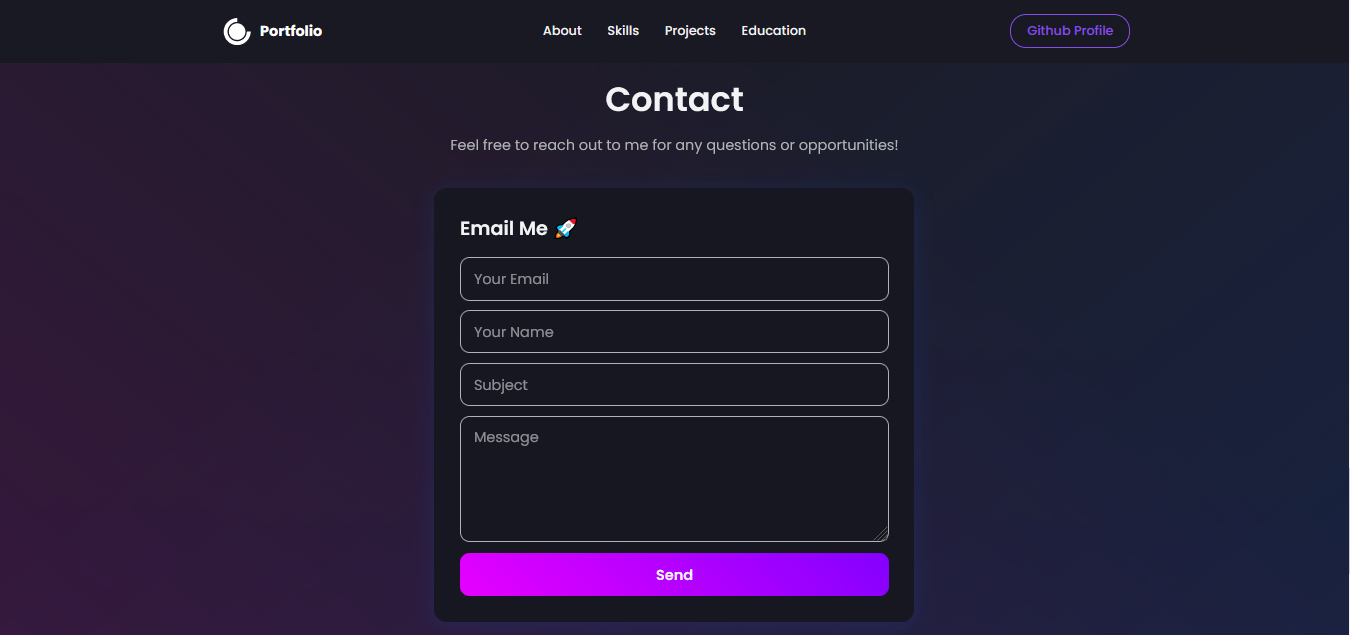 Portfolio About Skills Projects Education Github Profile
Contact
Feel free to reach out to me for any questions or opportunities!
Email Me 🚀
Your Email
Your Name
Subject
Message
Send